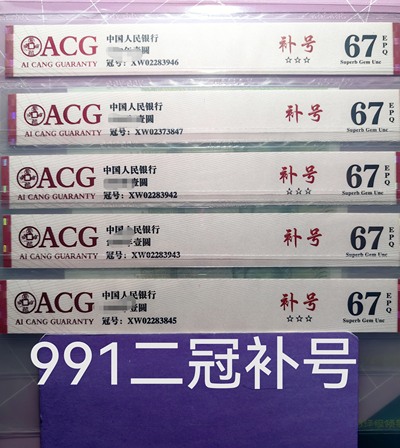 ACG
AI CANG GUARANTY
中国人民银行
年壹圆
冠号：XW02283946
补号
☆☆☆
67
EPQ
Superb Gem Unc
ACG
AI CANG GUARANTY
中国人民银行
壹圆
冠号：XW02373847
补号
67
EPQ
Superb Gem Unc
ACG
AI CANG GUARANTY
中国人民银行
壹圆
冠号：XW02283942
补号
☆☆☆
67
EPQ
Superb Gem Unc
ACG
AI CANG GUARANTY
中国人民银行
年壹圆
冠号：XW02283943
补号
☆☆☆
67
EPQ
Superb Gem Unc
ACG
AI CANG GUARANTY
中国人民银行
年壹圆
冠号：XW02283845
补号
☆☆☆
67
EPQ
Superb Gem Unc
991二冠补号